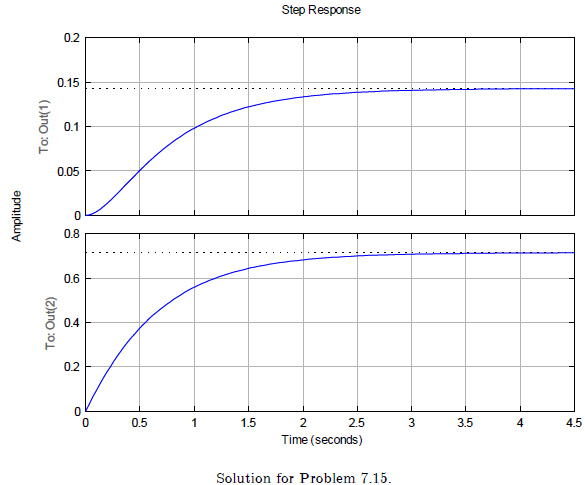 Step Response
0.2
0.15
0.1
0.05
0
To: Out(1)
Amplitude
0.8
0.6
0.4
0.2
0
To: Out(2)
0 0.5 1 1.5 2 2.5 3 3.5 4 4.5
Time (seconds)
Solution for Problem 7.15.